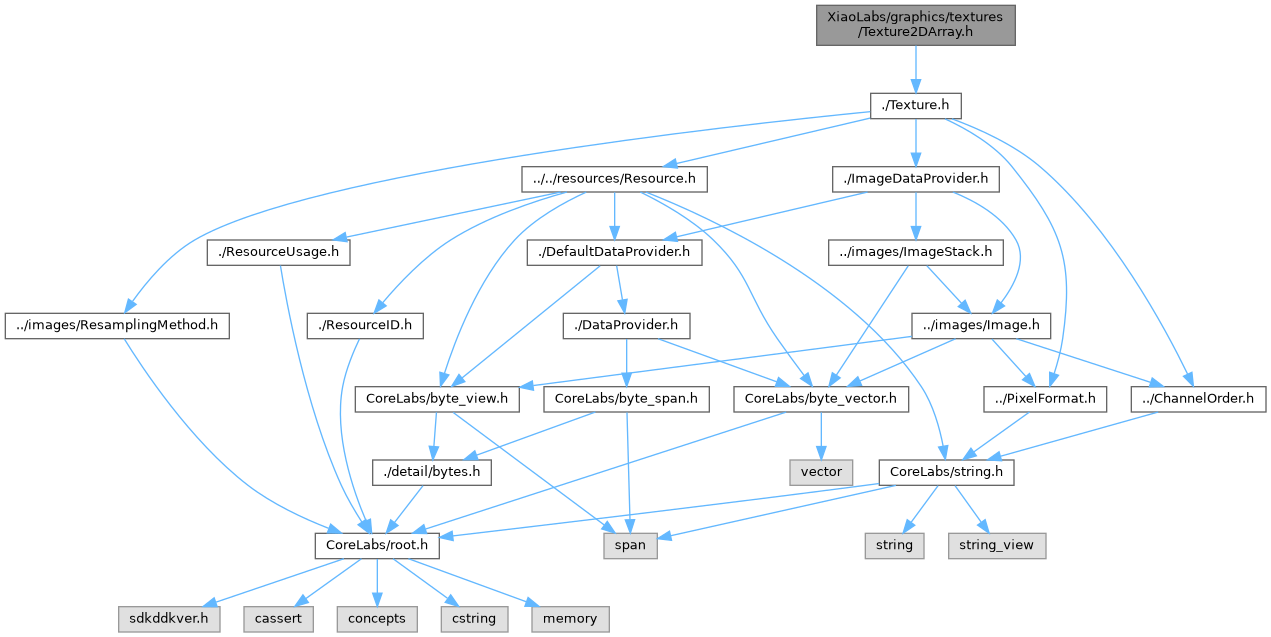 XiaoLabs/graphics/textures
/Texture2DArray.h
./Texture.h
../../resources/Resource.h
./ImageDataProvider.h
./ResourceUsage.h
./DefaultDataProvider.h
../images/ImageStack.h
../images/ResamplingMethod.h
./ResourceID.h
./DataProvider.h
../images/Image.h
CoreLabs/byte_view.h
CoreLabs/byte_span.h
CoreLabs/byte_vector.h
../PixelFormat.h
../ChannelOrder.h
./detail/bytes.h
vector
CoreLabs/string.h
CoreLabs/root.h
span
string
string_view
sdkddkver.h
cassert
concepts
cstring
memory